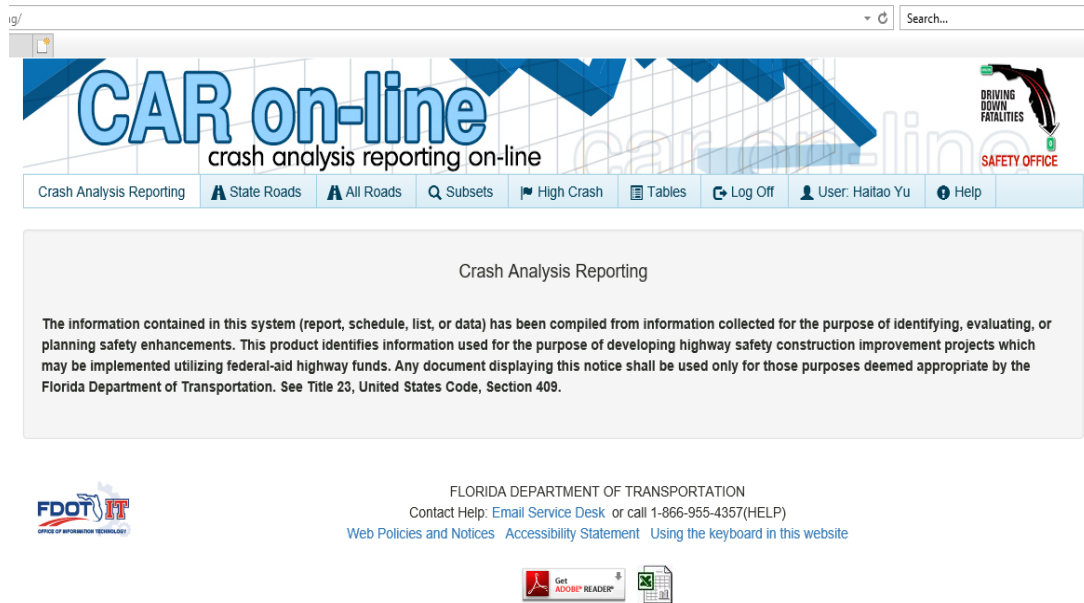 ng/
Search...
CAR on-line
crash analysis reporting on-line
car on-line
DRIVING
DOWN
FATALITIES
SAFETY OFFICE
Crash Analysis Reporting State Roads All Roads Subsets High Crash Tables Log Off User: Haitao Yu Help
Crash Analysis Reporting
The information contained in this system (report, schedule, list, or data) has been compiled from information collected for the purpose of identifying, evaluating, or
planning safety enhancements. This product identifies information used for the purpose of developing highway safety construction improvement projects which
may be implemented utilizing federal-aid highway funds. Any document displaying this notice shall be used only for those purposes deemed appropriate by the
Florida Department of Transportation. See Title 23, United States Code, Section 409.
FDOT IT
OFFICE OF INFORMATION TECHNOLOGY
FLORIDA DEPARTMENT OF TRANSPORTATION
Contact Help: Email Service Desk or call 1-866-955-4357(HELP)
Web Policies and Notices Accessibility Statement Using the keyboard in this website
Get
ADOBE® READER®